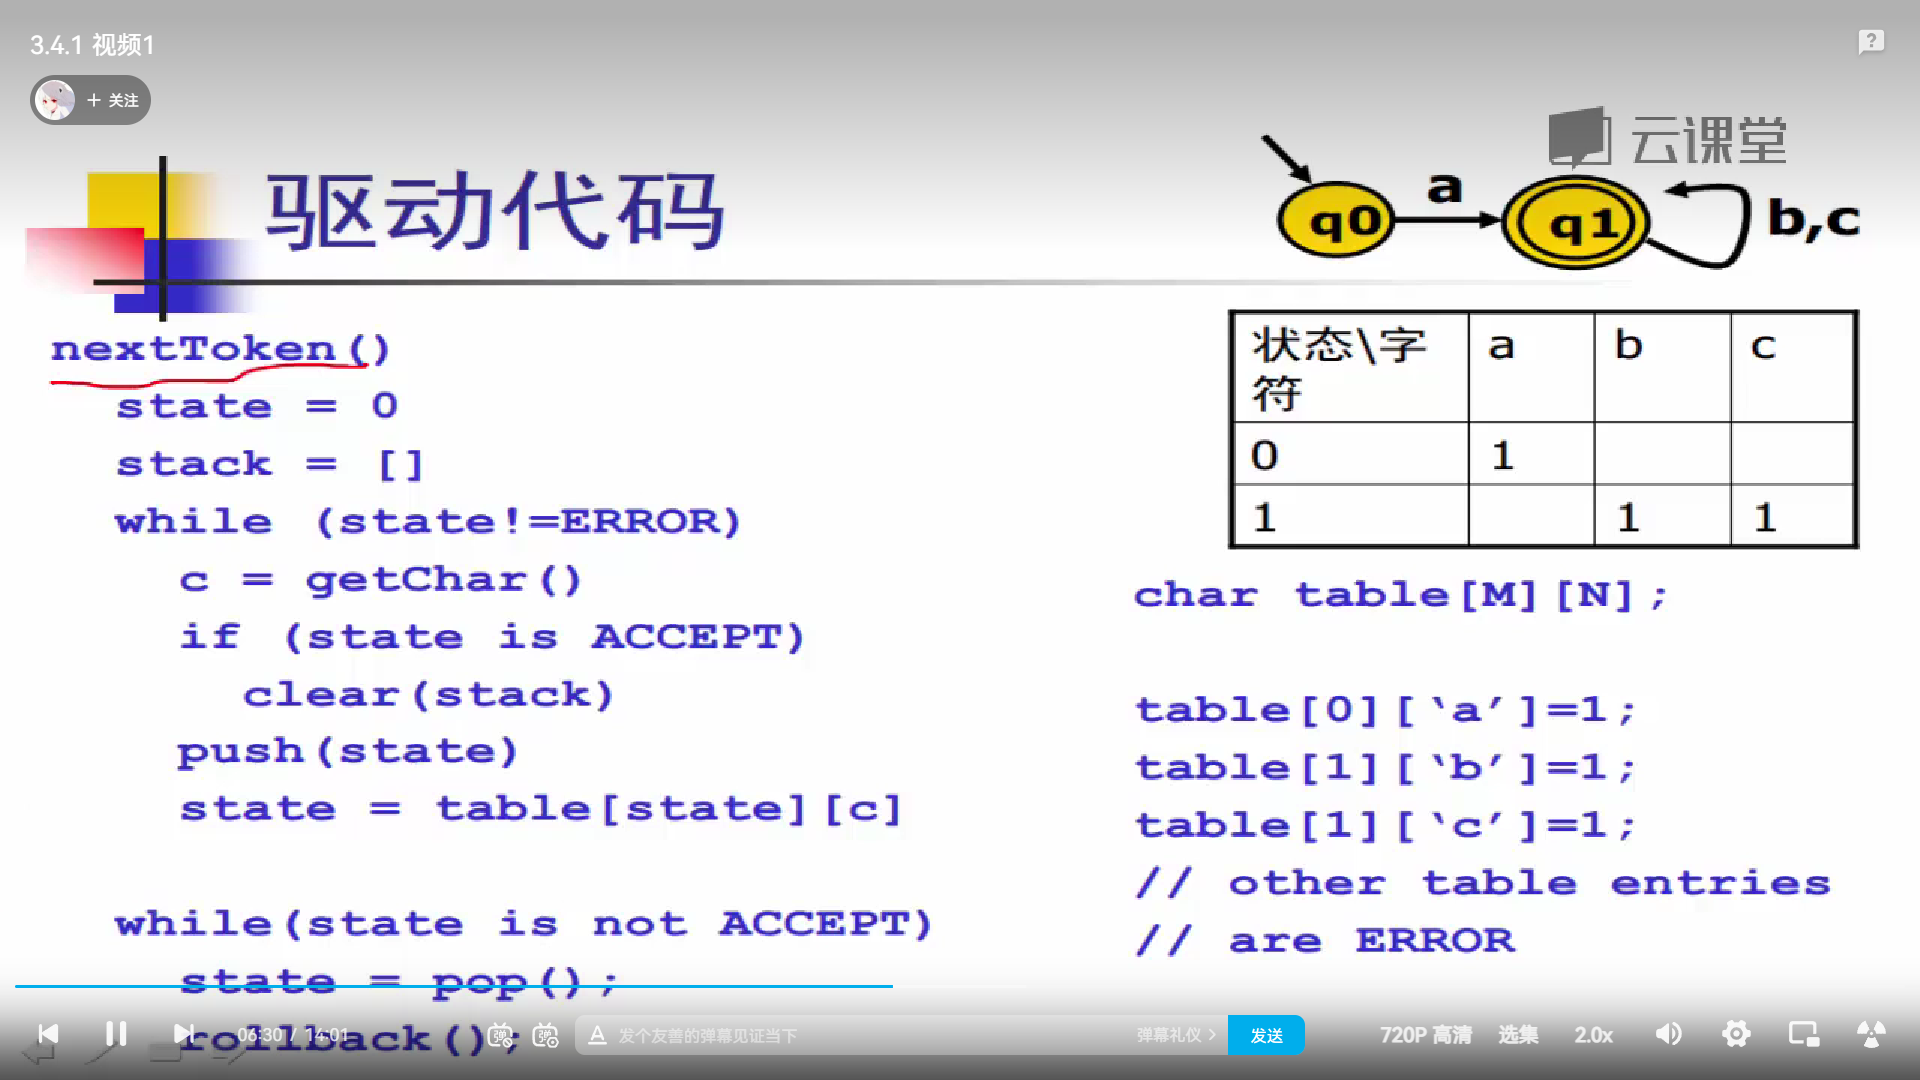 3.4.1 视频1
+ 关注
云课堂
驱动代码
q0
a
q1
b,c
nextToken()
state = 0
stack = []
while (state!=ERROR)
c = getChar()
if (state is ACCEPT)
clear(stack)
push(state)
state = table[state][c]
while(state is not ACCEPT)
state = pop();
rollback();
状态\字符 a b c
0 1
1 1 1
char table[M][N];
table[0][‘a’]=1;
table[1][‘b’]=1;
table[1][‘c’]=1;
// other table entries
// are ERROR
06:30 / 14:01
弹 弹
A 发个友善的弹幕见证当下
弹幕礼仪 >
发送
720P 高清
选集
2.0x